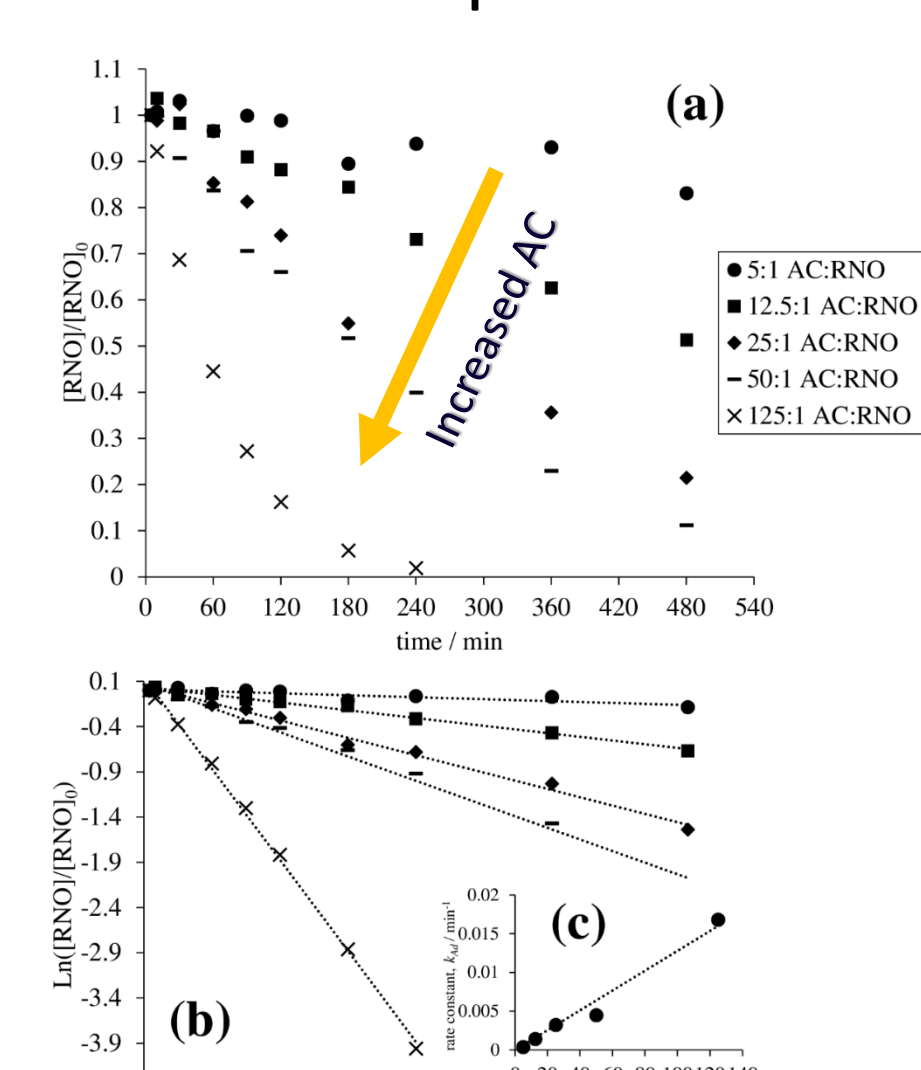 (a)
1.1
1
0.9
0.8
0.7
0.6
0.5
0.4
0.3
0.2
0.1
0
[RNO]/[RNO]0
Increased AC
5:1 AC:RNO
12.5:1 AC:RNO
25:1 AC:RNO
50:1 AC:RNO
125:1 AC:RNO
0 60 120 180 240 300 360 420 480 540
time / min
0.1
-0.4
-0.9
-1.4
-1.9
-2.4
-2.9
-3.4
-3.9
Ln([RNO]/[RNO]0)
(b)
(c)
0.02
0.015
0.01
0.005
0
rate constant, kAd / min-1